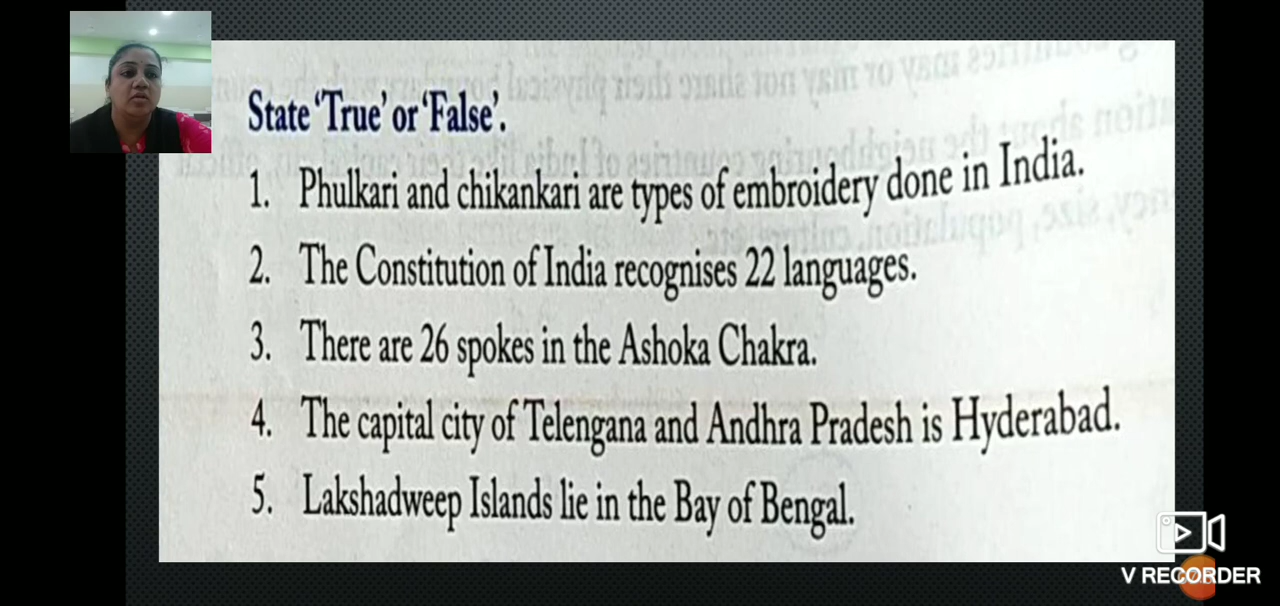 State 'True' or 'False'.
1. Phulkari and chikankari are types of embroidery done in India.
2. The Constitution of India recognises 22 languages.
3. There are 26 spokes in the Ashoka Chakra.
4. The capital city of Telengana and Andhra Pradesh is Hyderabad.
5. Lakshadweep Islands lie in the Bay of Bengal.
V RECORDER